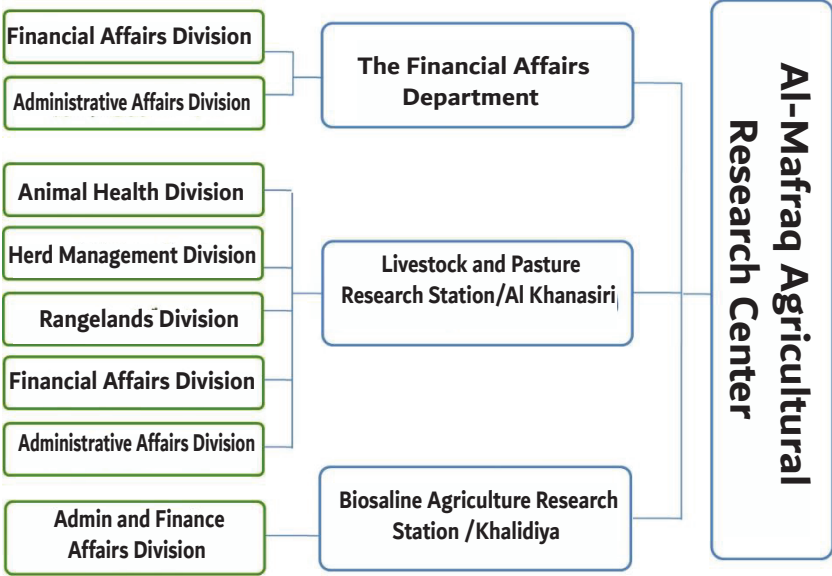 Financial Affairs Division
Administrative Affairs Division
The Financial Affairs
Department
Animal Health Division
Herd Management Division
Rangelands Division
Financial Affairs Division
Administrative Affairs Division
Livestock and Pasture
Research Station/Al Khanasiri
Admin and Finance
Affairs Division
Biosaline Agriculture Research
Station /Khalidiya
Al-Mafraq Agricultural
Research Center